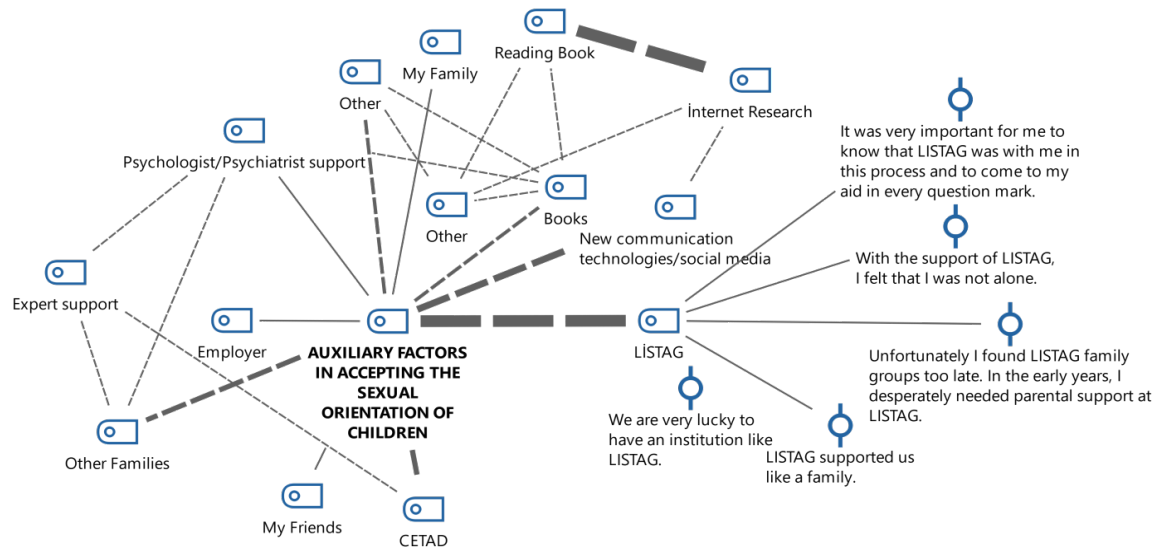 Reading Book
My Family
Other
İnternet Research
Psychologist/Psychiatrist support
It was very important for me to
know that LISTAG was with me in
this process and to come to my
aid in every question mark.
Books
Other
New communication
technologies/social media
With the support of LISTAG,
I felt that I was not alone.
Expert support
Employer
AUXILIARY FACTORS
IN ACCEPTING THE
SEXUAL
ORIENTATION OF
CHILDREN
LİSTAG
Unfortunately I found LISTAG family
groups too late. In the early years, I
desperately needed parental support at
LISTAG.
We are very lucky to
have an institution like
LISTAG.
LISTAG supported us
like a family.
Other Families
My Friends
CETAD